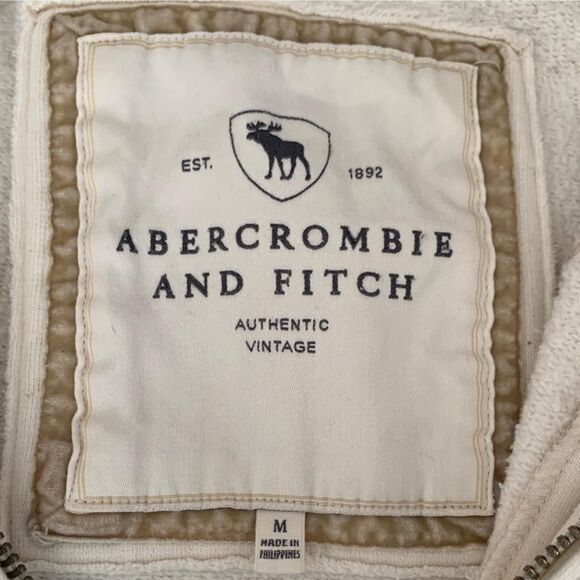 EST. 1892
ABERCROMBIE
AND FITCH
AUTHENTIC
VINTAGE
M
MADE IN
PHILIPPINES